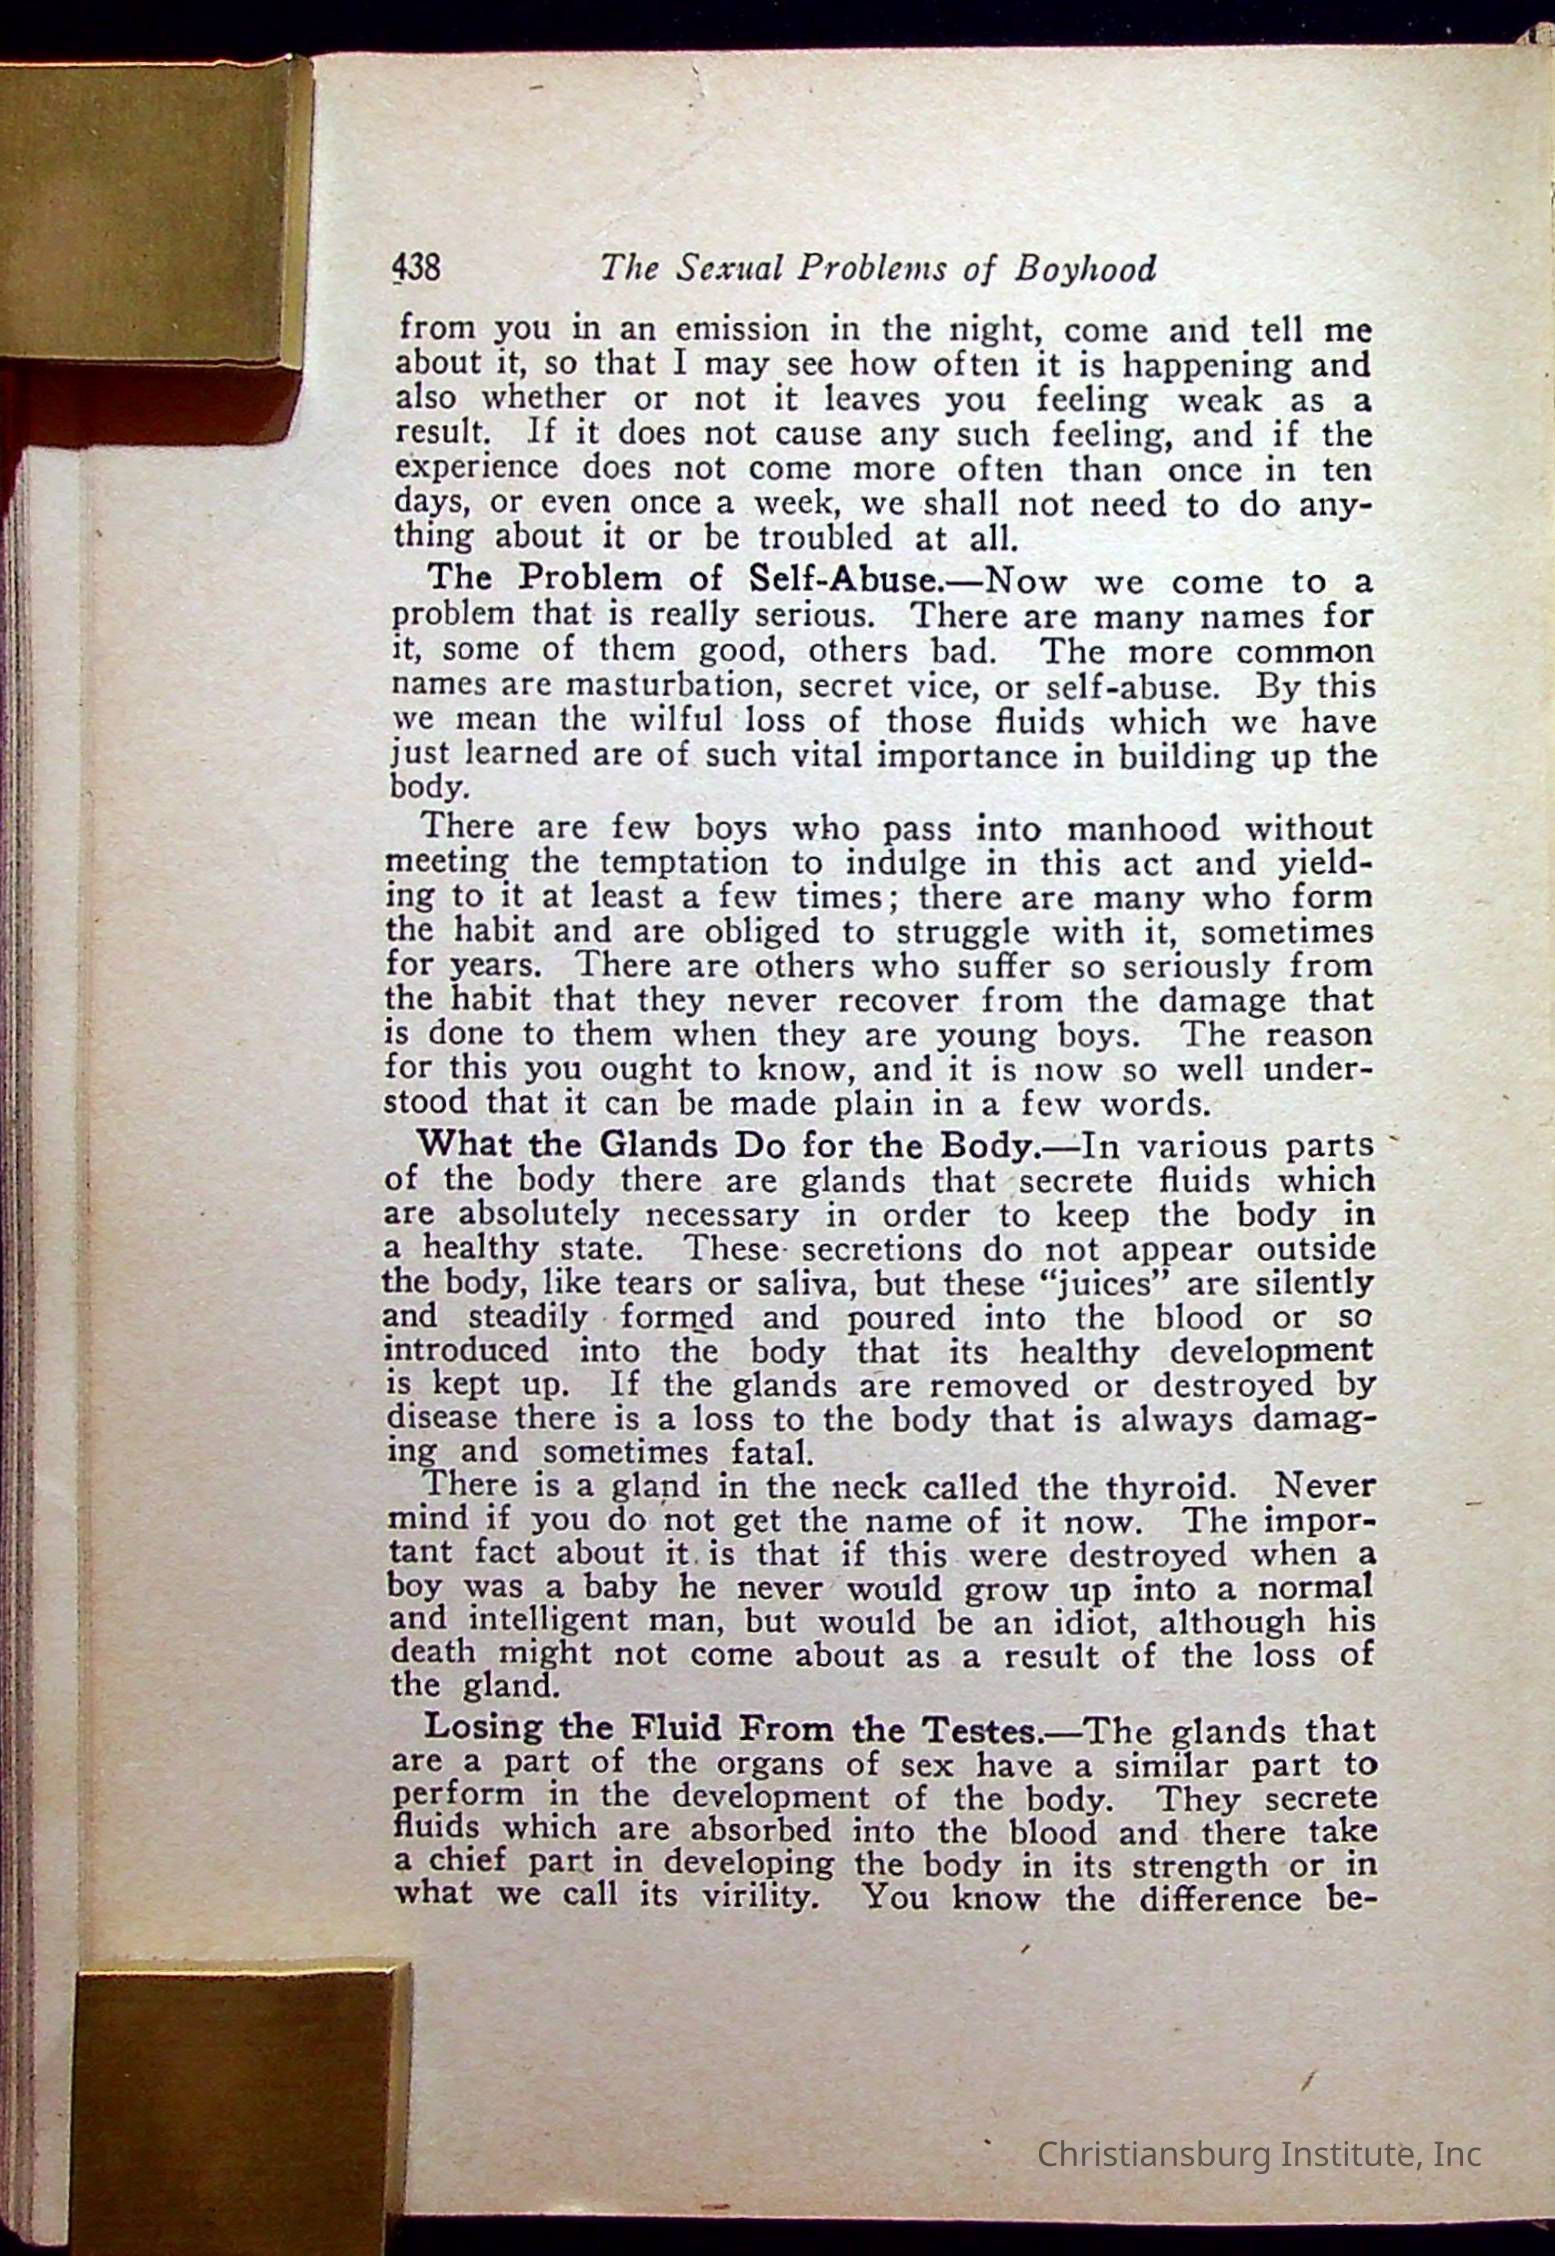 438 The Sexual Problems of Boyhood
from you in an emission in the night, come and tell me
about it, so that I may see how often it is happening and
also whether or not it leaves you feeling weak as a
result. If it does not cause any such feeling, and if the
experience does not come more often than once in ten
days, or even once a week, we shall not need to do any-
thing about it or be troubled at all.
The Problem of Self-Abuse.—Now we come to a
problem that is really serious. There are many names for
it, some of them good, others bad. The more common
names are masturbation, secret vice, or self-abuse. By this
we mean the wilful loss of those fluids which we have
just learned are of such vital importance in building up the
body.
There are few boys who pass into manhood without
meeting the temptation to indulge in this act and yield-
ing to it at least a few times; there are many who form
the habit and are obliged to struggle with it, sometimes
for years. There are others who suffer so seriously from
the habit that they never recover from the damage that
is done to them when they are young boys. The reason
for this you ought to know, and it is now so well under-
stood that it can be made plain in a few words.
What the Glands Do for the Body.—In various parts
of the body there are glands that secrete fluids which
are absolutely necessary in order to keep the body in
a healthy state. These secretions do not appear outside
the body, like tears or saliva, but these “juices” are silently
and steadily formed and poured into the blood or so
introduced into the body that its healthy development
is kept up. If the glands are removed or destroyed by
disease there is a loss to the body that is always damag-
ing and sometimes fatal.
There is a gland in the neck called the thyroid. Never
mind if you do not get the name of it now. The impor-
tant fact about it is that if this were destroyed when a
boy was a baby he never would grow up into a normal
and intelligent man, but would be an idiot, although his
death might not come about as a result of the loss of
the gland.
Losing the Fluid From the Testes.—The glands that
are a part of the organs of sex have a similar part to
perform in the development of the body. They secrete
fluids which are absorbed into the blood and there take
a chief part in developing the body in its strength or in
what we call its virility. You know the difference be-
Christiansburg Institute, Inc